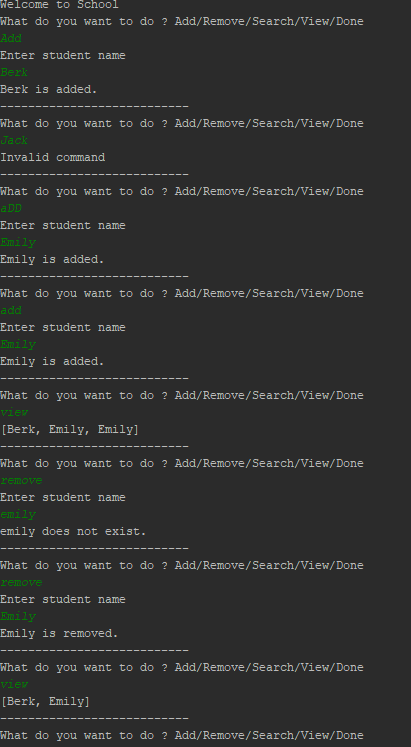 Welcome to School
What do you want to do ? Add/Remove/Search/View/Done
Add
Enter student name
Berk
Berk is added.
---------------------------
What do you want to do ? Add/Remove/Search/View/Done
Jack
Invalid command
---------------------------
What do you want to do ? Add/Remove/Search/View/Done
aDD
Enter student name
Emily
Emily is added.
---------------------------
What do you want to do ? Add/Remove/Search/View/Done
add
Enter student name
Emily
Emily is added.
---------------------------
What do you want to do ? Add/Remove/Search/View/Done
view
[Berk, Emily, Emily]
---------------------------
What do you want to do ? Add/Remove/Search/View/Done
remove
Enter student name
emily
emily does not exist.
---------------------------
What do you want to do ? Add/Remove/Search/View/Done
remove
Enter student name
Emily
Emily is removed.
---------------------------
What do you want to do ? Add/Remove/Search/View/Done
view
[Berk, Emily]
---------------------------
What do you want to do ? Add/Remove/Search/View/Done